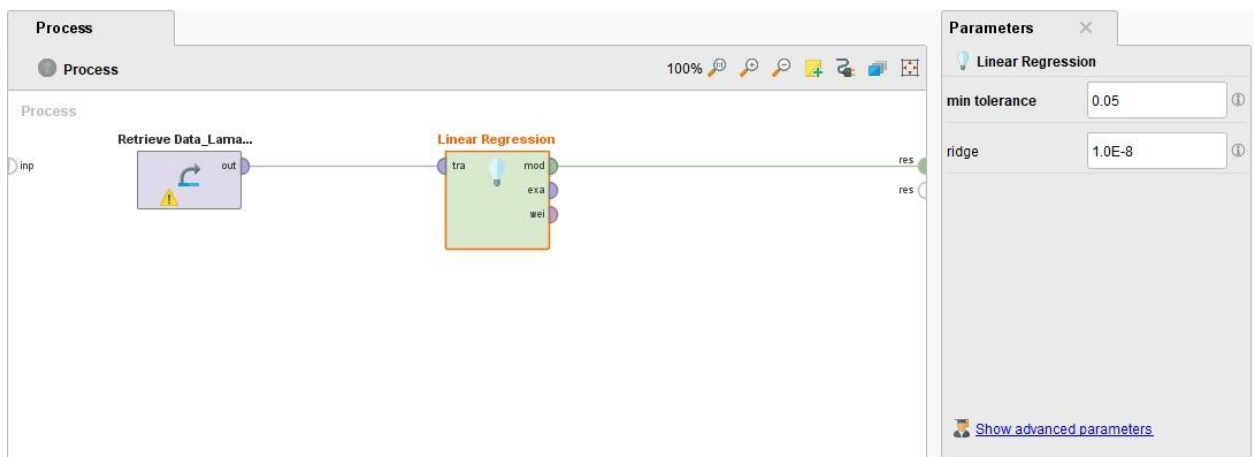 Process
Process
100%
Process
inp
Retrieve Data_Lama...
out
Linear Regression
tra
mod
exa
wei
res
res
Parameters
Linear Regression
min tolerance
0.05
ridge
1.0E-8
Show advanced parameters